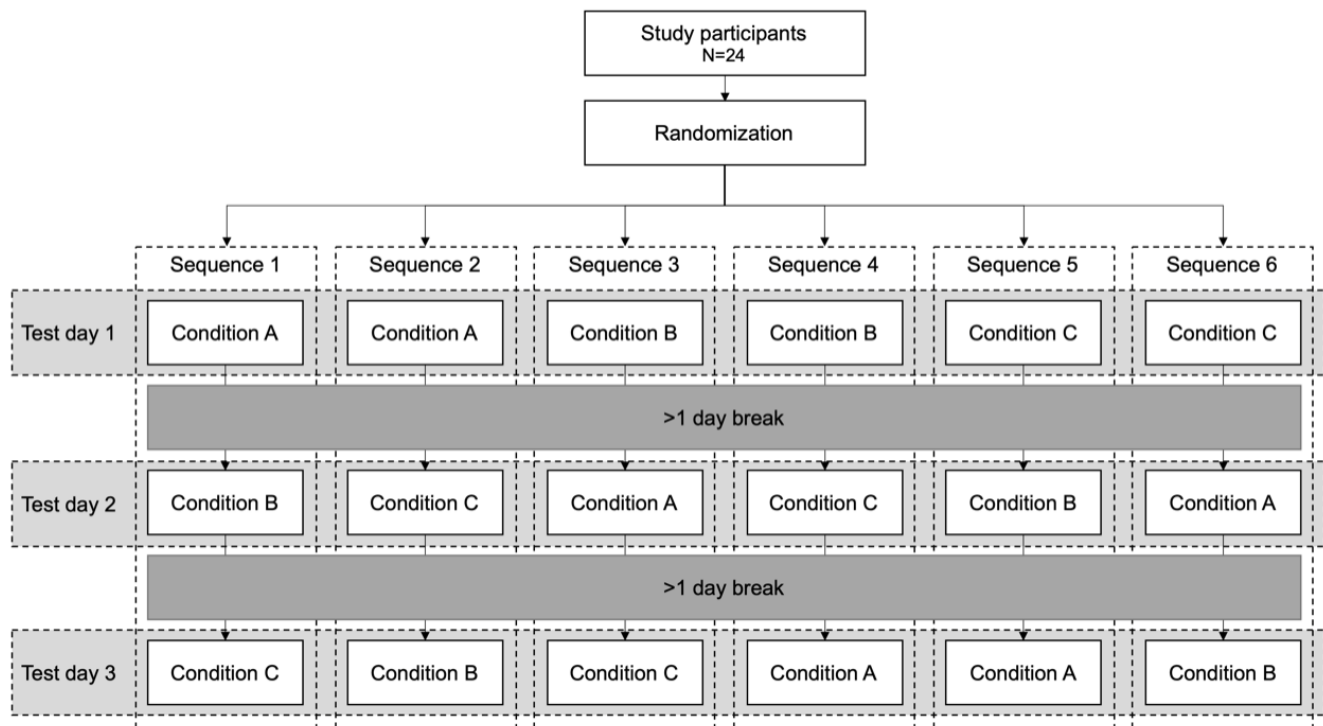 Study participants
N=24
Randomization
Sequence 1 Sequence 2 Sequence 3 Sequence 4 Sequence 5 Sequence 6
Test day 1 Condition A Condition A Condition B Condition B Condition C Condition C
>1 day break
Test day 2 Condition B Condition C Condition A Condition C Condition B Condition A
>1 day break
Test day 3 Condition C Condition B Condition C Condition A Condition A Condition B